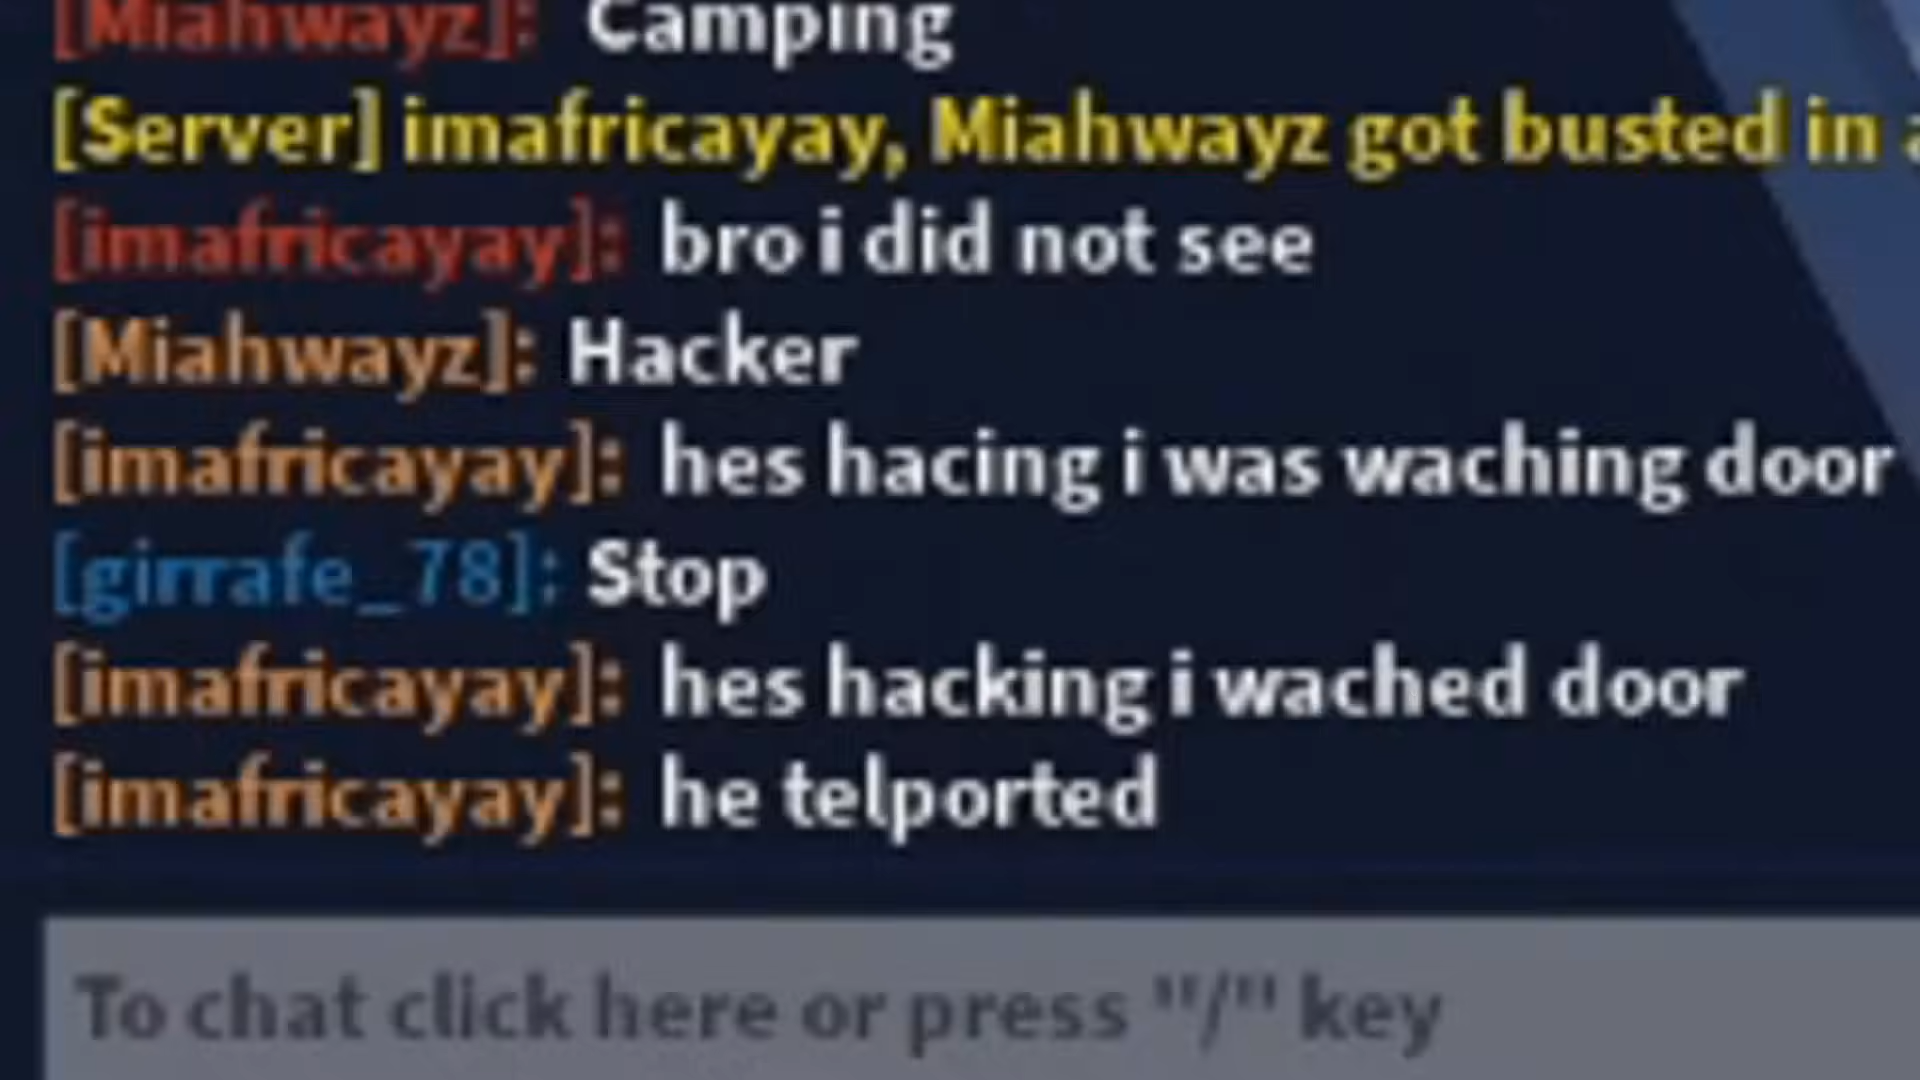 [Miahwayz]: Camping
[Server] imafricayay, Miahwayz got busted in
[imafricayay]: bro i did not see
[Miahwayz]: Hacker
[imafricayay]: hes hacing i was waching door
[girrafe_78]: Stop
[imafricayay]: hes hacking i wached door
[imafricayay]: he telported
To chat click here or press "/" key